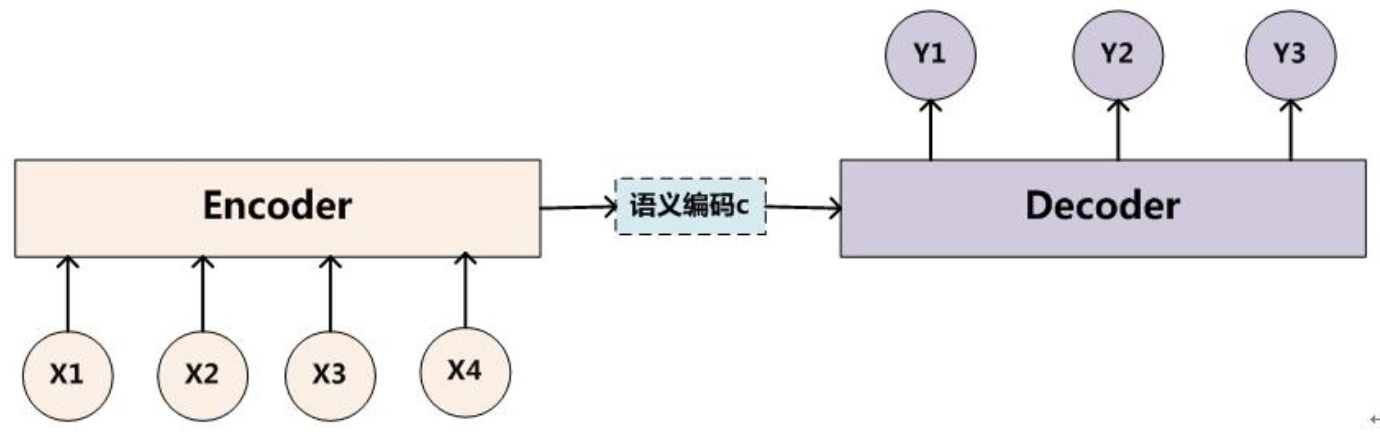 Y1 Y2 Y3
Encoder 语义编码c Decoder
X1 X2 X3 X4